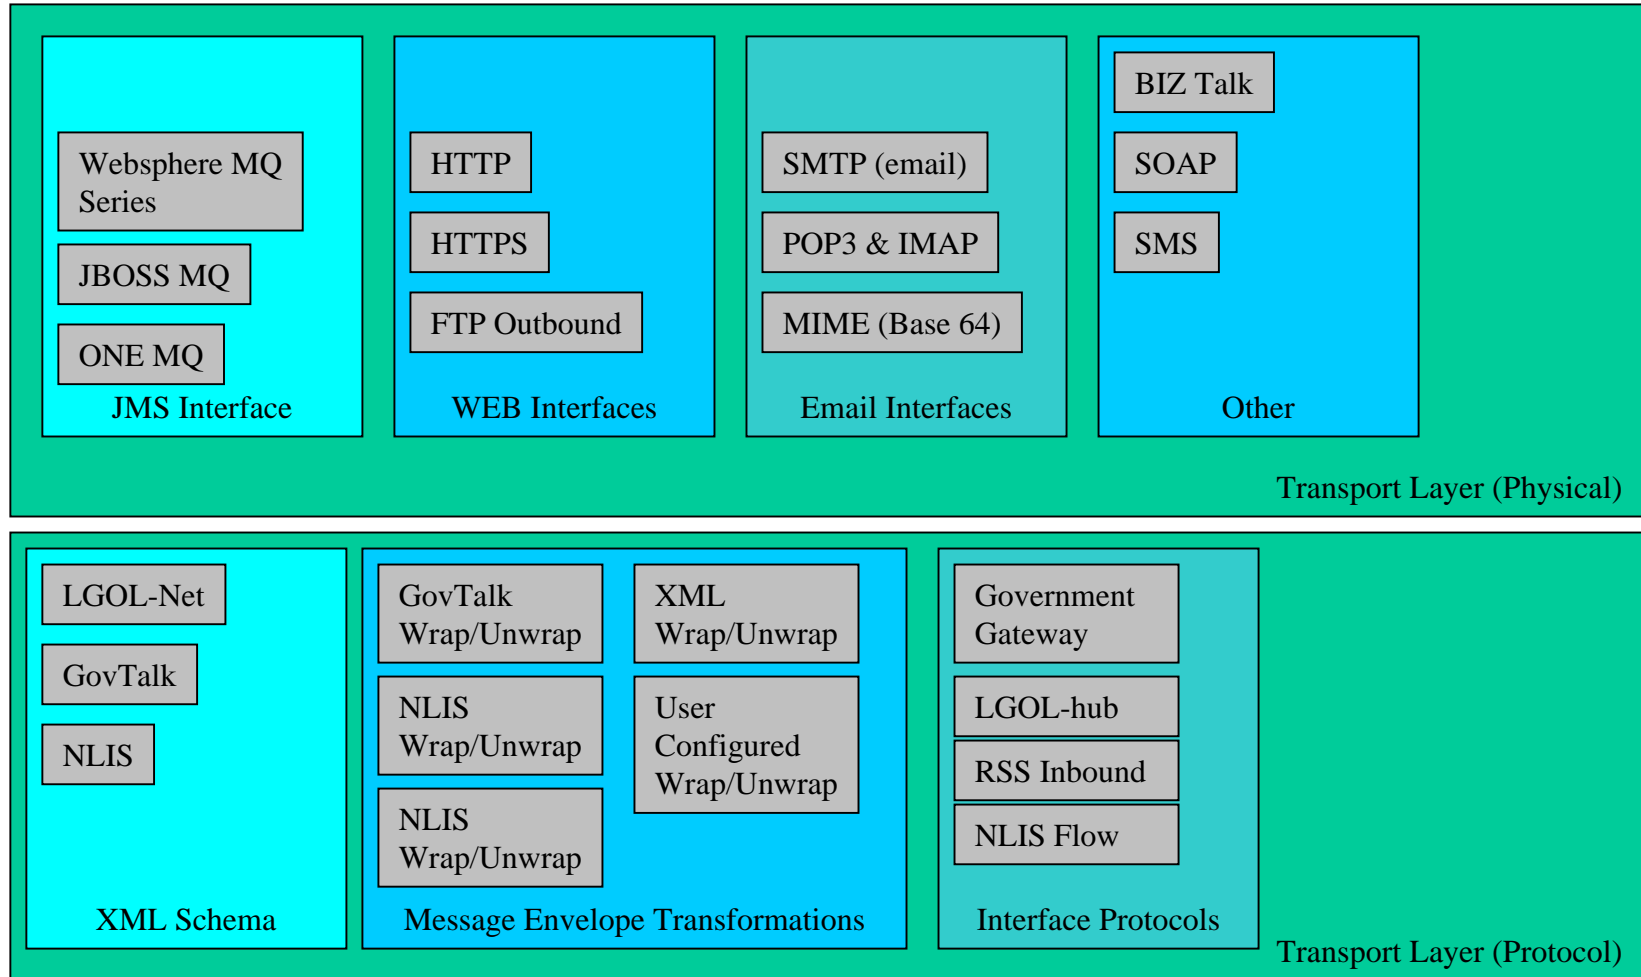 Websphere MQ
Series
JBOSS MQ
ONE MQ
JMS Interface
HTTP
HTTPS
FTP Outbound
WEB Interfaces
SMTP (email)
POP3 & IMAP
MIME (Base 64)
Email Interfaces
BIZ Talk
SOAP
SMS
Other
Transport Layer (Physical)
LGOL-Net
GovTalk
NLIS
XML Schema
GovTalk
Wrap/Unwrap
NLIS
Wrap/Unwrap
NLIS
Wrap/Unwrap
XML
Wrap/Unwrap
User
Configured
Wrap/Unwrap
Message Envelope Transformations
Government
Gateway
LGOL-hub
RSS Inbound
NLIS Flow
Interface Protocols
Transport Layer (Protocol)